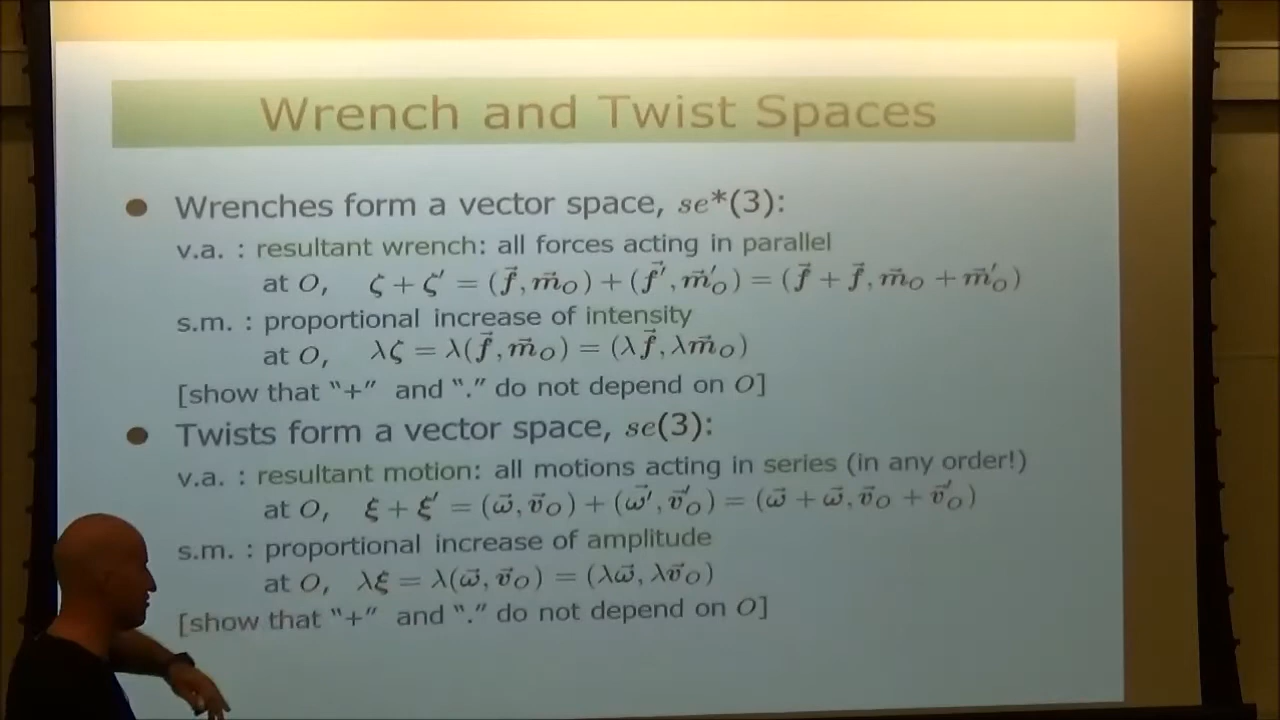 Wrench and Twist Spaces
● Wrenches form a vector space, se*(3):
v.a. : resultant wrench: all forces acting in parallel
at O, ζ + ζ′ = (f⃗, m⃗_O) + (f⃗′, m⃗′_O) = (f⃗ + f⃗, m⃗_O + m⃗′_O)
s.m. : proportional increase of intensity
at O, λζ = λ(f⃗, m⃗_O) = (λf⃗, λm⃗_O)
[show that “+” and “.” do not depend on O]
● Twists form a vector space, se(3):
v.a. : resultant motion: all motions acting in series (in any order!)
at O, ξ + ξ′ = (ω⃗, v⃗_O) + (ω⃗′, v⃗′_O) = (ω⃗ + ω⃗, v⃗_O + v⃗′_O)
s.m. : proportional increase of amplitude
at O, λξ = λ(ω⃗, v⃗_O) = (λω⃗, λv⃗_O)
[show that “+” and “.” do not depend on O]